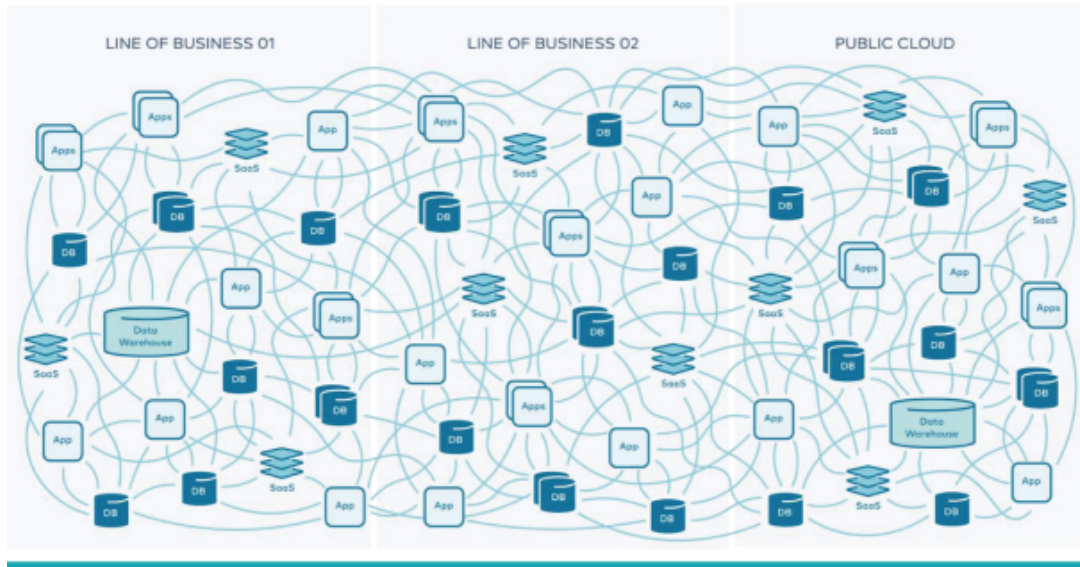 LINE OF BUSINESS 01
LINE OF BUSINESS 02
PUBLIC CLOUD
Apps
Apps
SaaS
App
DB
DB
DB
App
Apps
Data
Warehouse
SaaS
DB
DB
App
App
SaaS
DB
DB
App
Apps
SaaS
DB
App
DB
App
Apps
DB
SaaS
DB
App
SaaS
Apps
DB
App
App
DB
DB
App
SaaS
Apps
DB
DB
SaaS
SaaS
Apps
App
Apps
DB
DB
DB
App
Data
Warehouse
SaaS
App
DB
DB